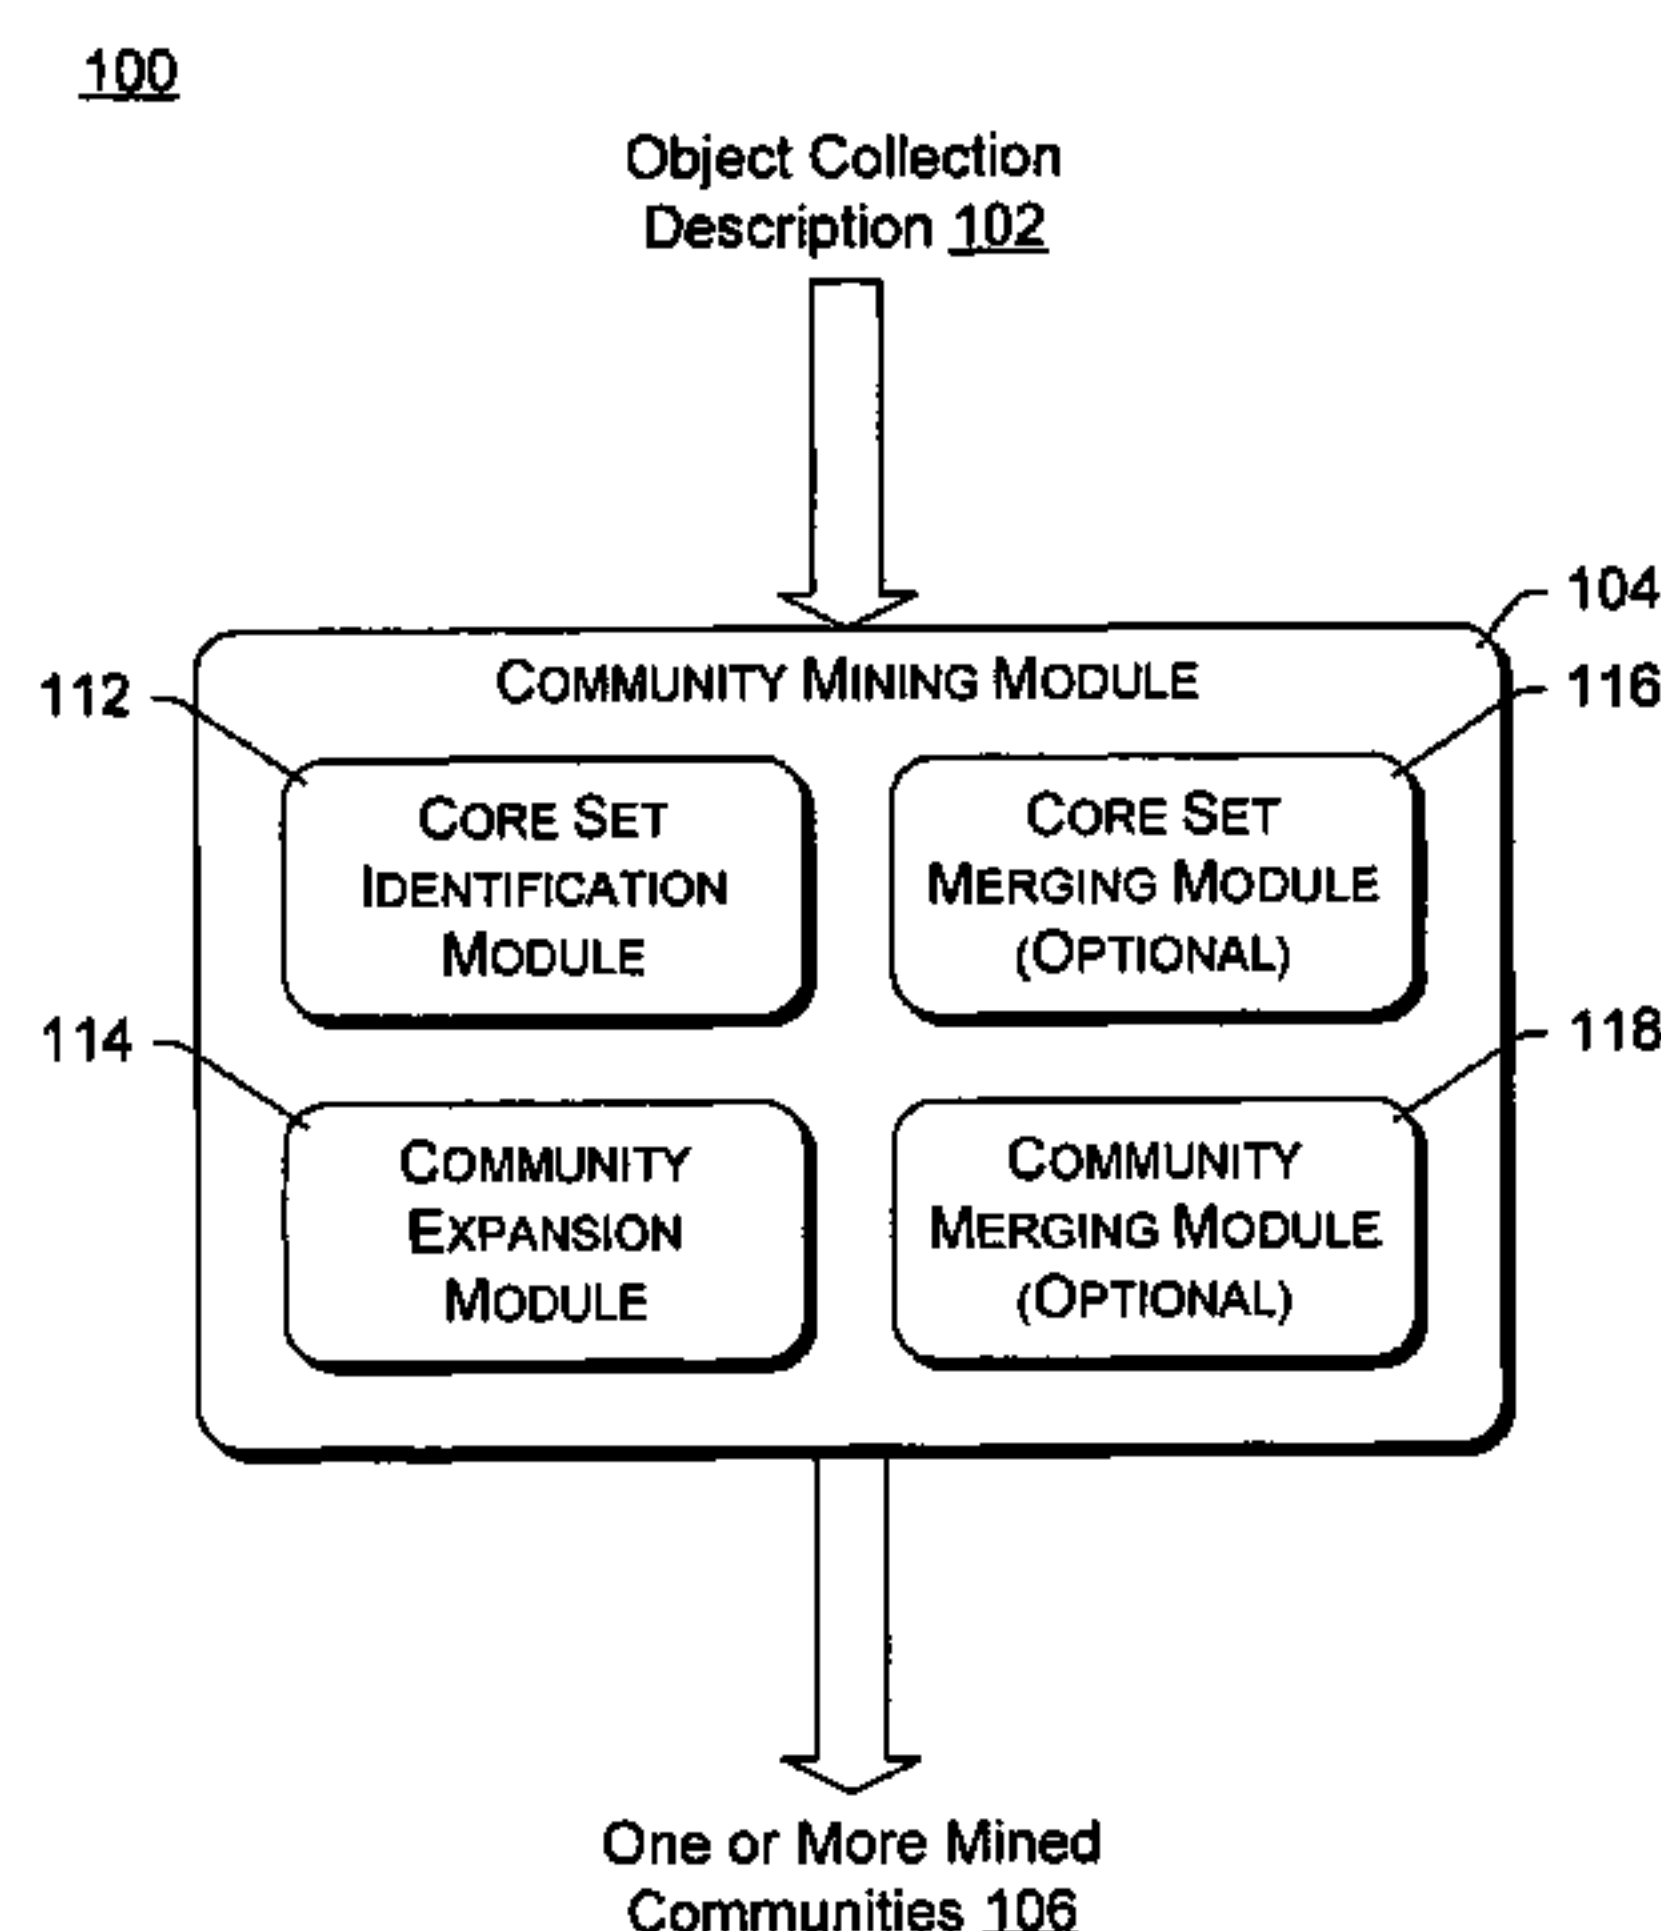 100
Object Collection
Description 102
104
COMMUNITY MINING MODULE
112
116
CORE SET
IDENTIFICATION
MODULE
CORE SET
MERGING MODULE
(OPTIONAL)
114
118
COMMUNITY
EXPANSION
MODULE
COMMUNITY
MERGING MODULE
(OPTIONAL)
One or More Mined
Communities 106